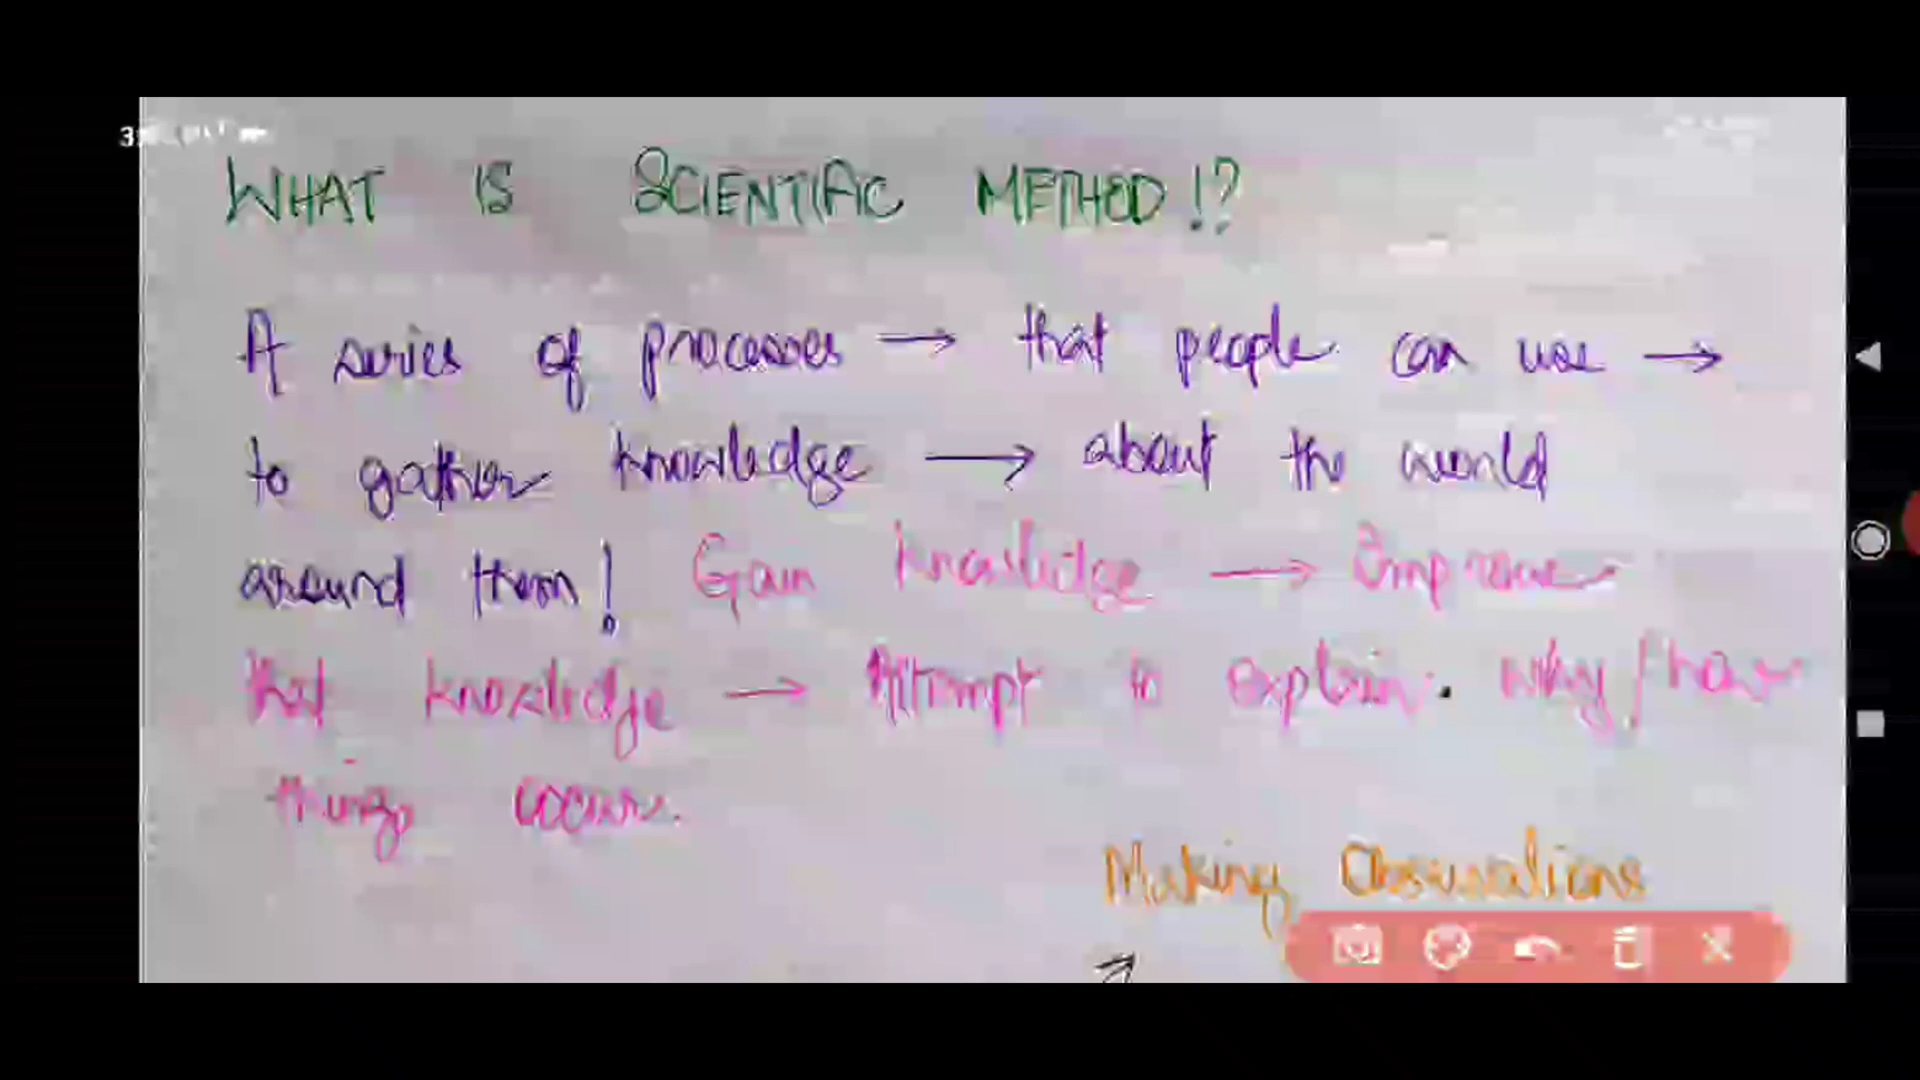 WHAT IS SCIENTIFIC METHOD!?
A series of processes → that people can use →
to gather knowledge → about the world
around them! Gain knowledge → Improve
that knowledge → Attempt to explain. why/how
things occurs.
Making Observations